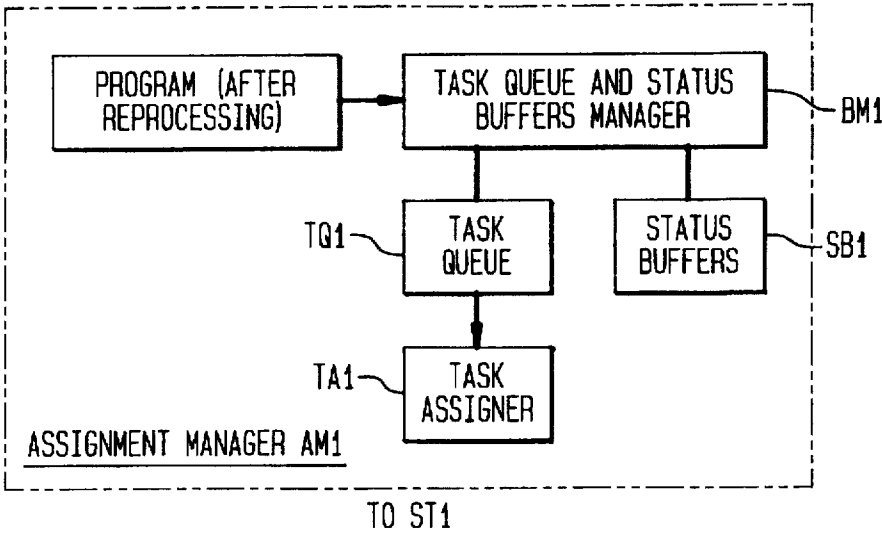 PROGRAM (AFTER
REPROCESSING)
TASK QUEUE AND STATUS
BUFFERS MANAGER
BM1
TQ1
TASK
QUEUE
STATUS
BUFFERS
SB1
TA1
TASK
ASSIGNER
ASSIGNMENT MANAGER AM1
TO ST1